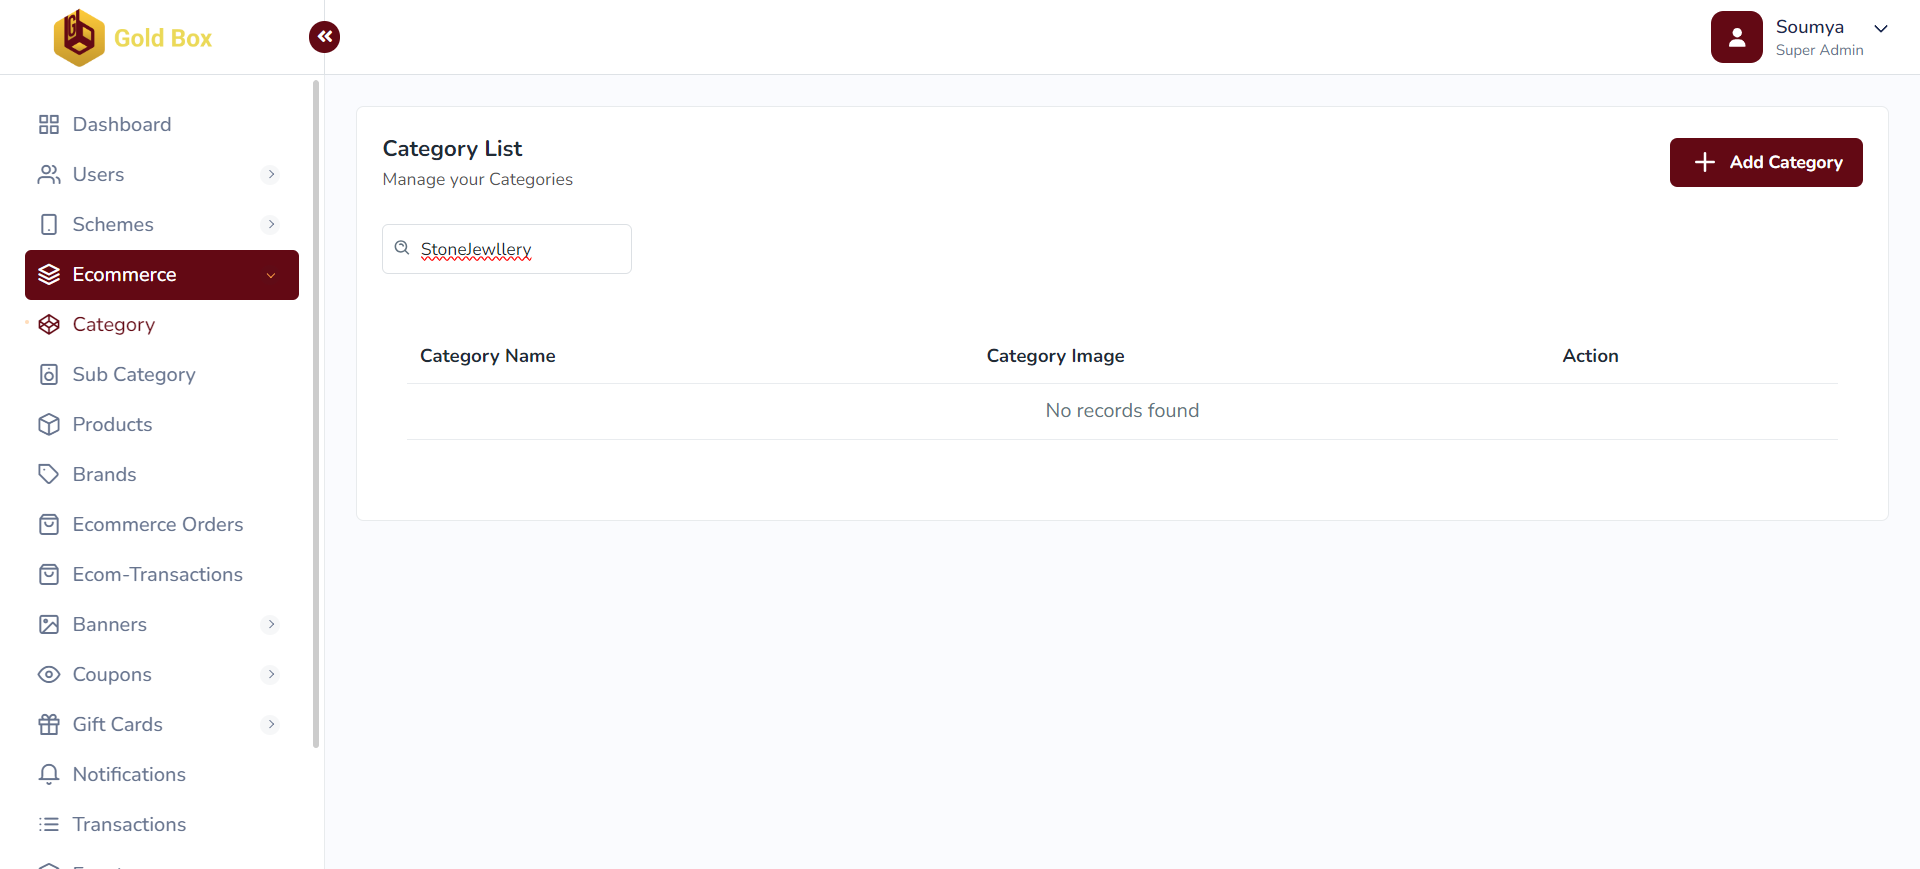 Gold Box
Soumya
Super Admin
Dashboard
Users
Schemes
Ecommerce
Category
Sub Category
Products
Brands
Ecommerce Orders
Ecom-Transactions
Banners
Coupons
Gift Cards
Notifications
Transactions
Category List
Manage your Categories
Add Category
StoneJewllery
Category Name Category Image Action
No records found